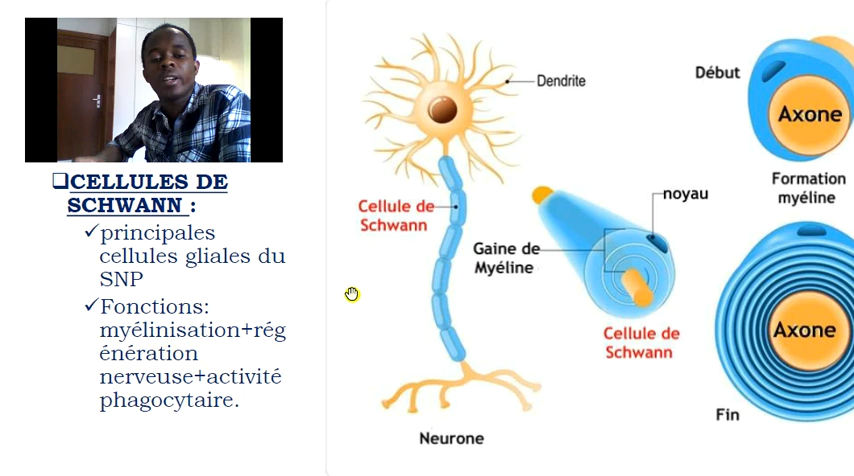 CELLULES DE
SCHWANN :
principales
cellules gliales du
SNP
Fonctions:
myélinisation+rég
énération
nerveuse+activité
phagocytaire.
Dendrite
Cellule de
Schwann
Gaine de
Myéline
noyau
Cellule de
Schwann
Neurone
Début
Axone
Formation
myéline
Axone
Fin